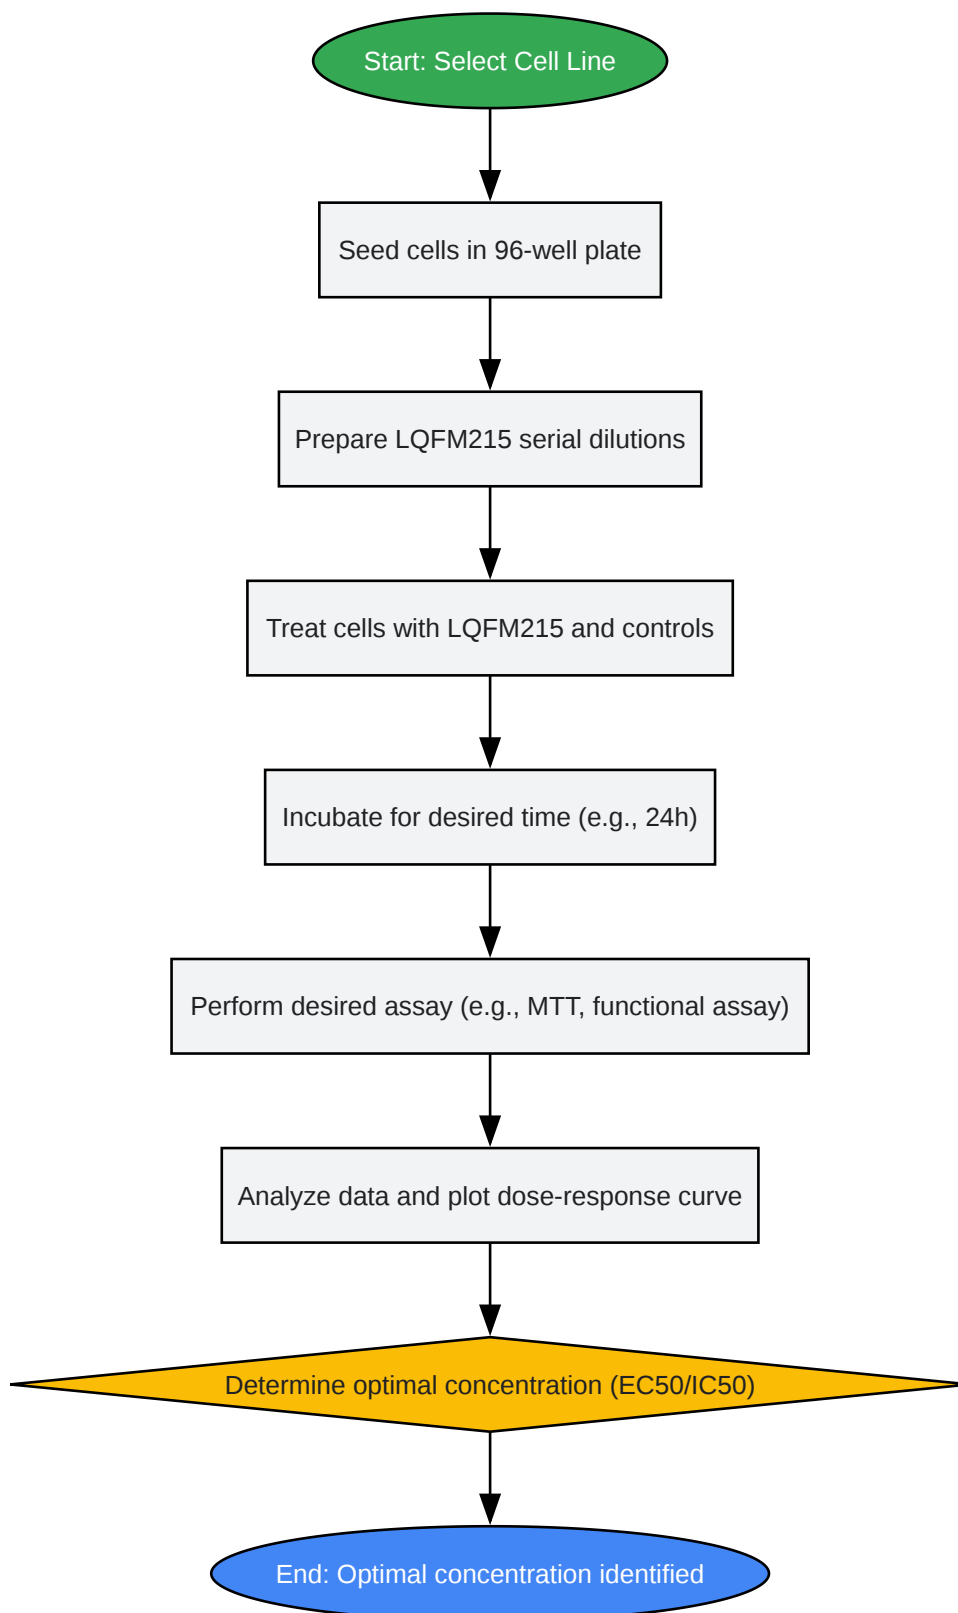 Start: Select Cell Line
Seed cells in 96-well plate
Prepare LQFM215 serial dilutions
Treat cells with LQFM215 and controls
Incubate for desired time (e.g., 24h)
Perform desired assay (e.g., MTT, functional assay)
Analyze data and plot dose-response curve
Determine optimal concentration (EC50/IC50)
End: Optimal concentration identified